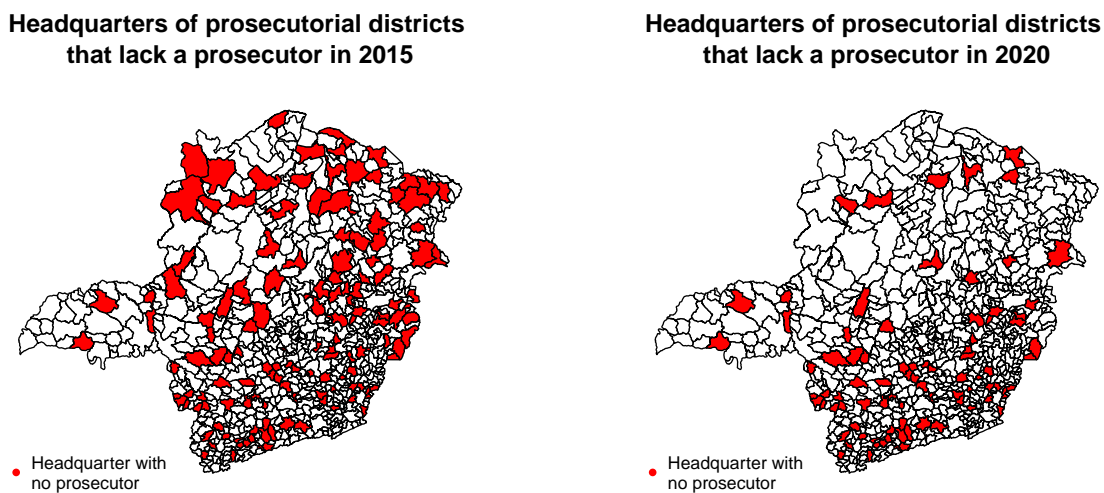 Headquarters of prosecutorial districts
that lack a prosecutor in 2015
Headquarter with
no prosecutor
Headquarters of prosecutorial districts
that lack a prosecutor in 2020
Headquarter with
no prosecutor